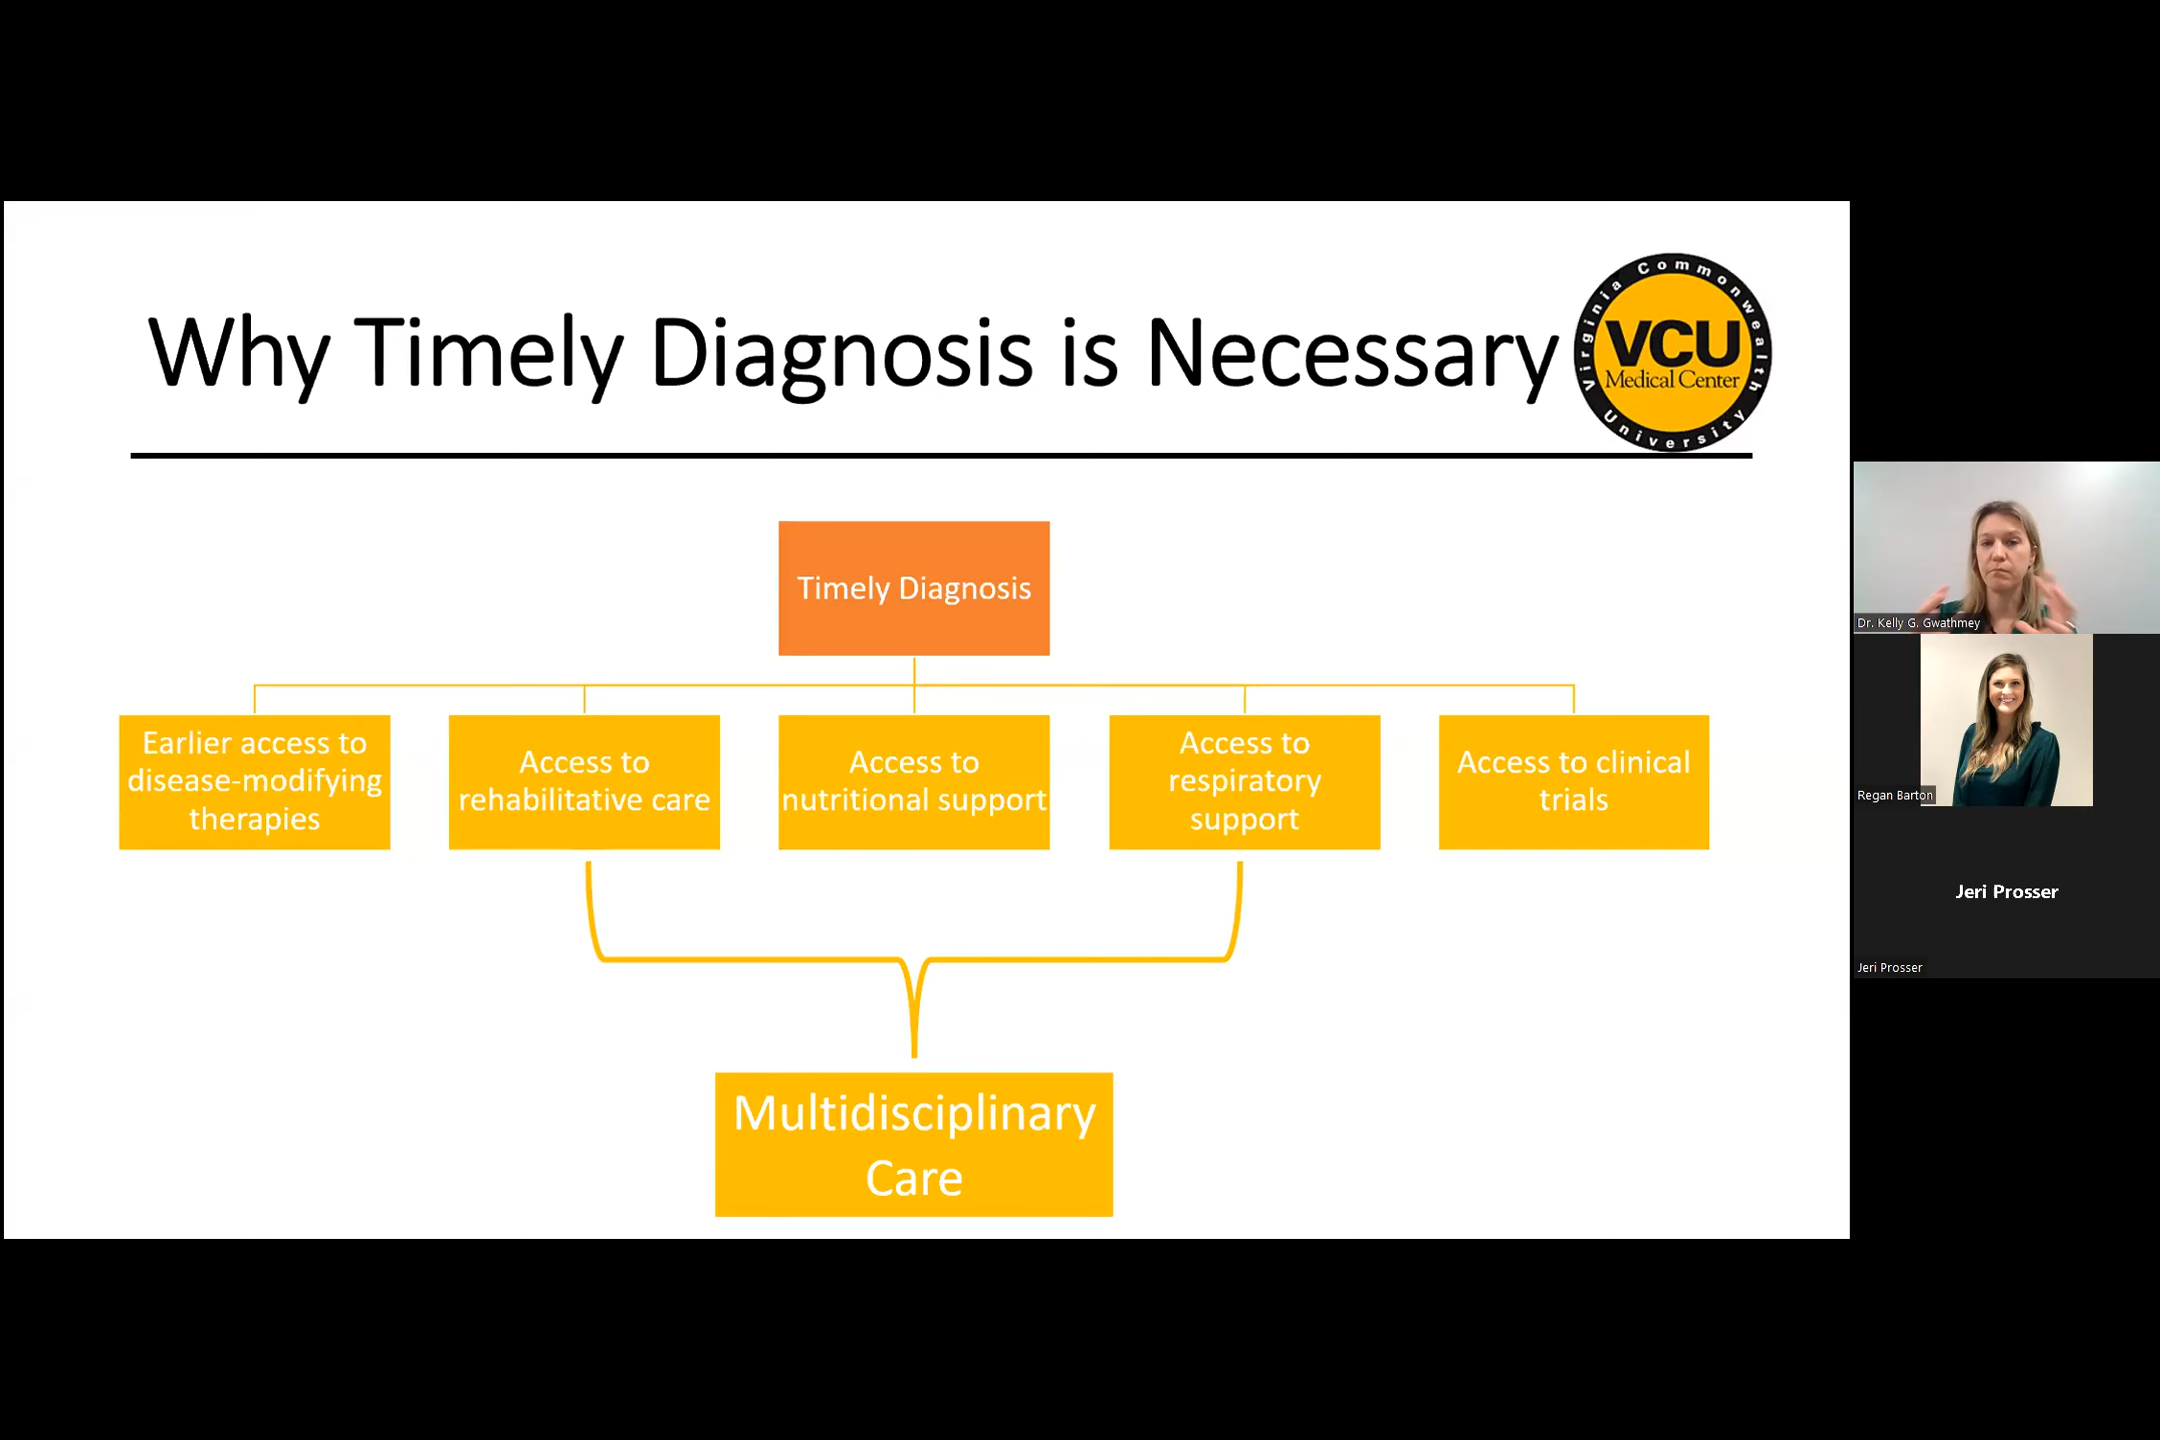 Why Timely Diagnosis is Necessary
Virginia Commonwealth University
VCU
Medical Center
Timely Diagnosis
Earlier access to
disease-modifying
therapies
Access to
rehabilitative care
Access to
nutritional support
Access to
respiratory
support
Access to clinical
trials
Multidisciplinary
Care
Dr. Kelly G. Gwathmey
Regan Barton
Jeri Prosser
Jeri Prosser